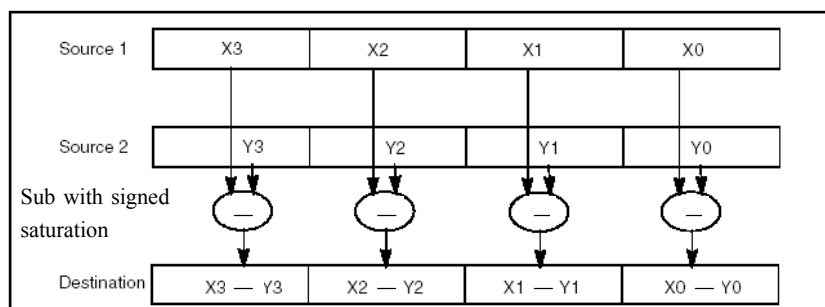 Source 1 X3 X2 X1 X0
Source 2 Y3 Y2 Y1 Y0
Sub with signed
saturation
— — — —
Destination X3 — Y3 X2 — Y2 X1 — Y1 X0 — Y0